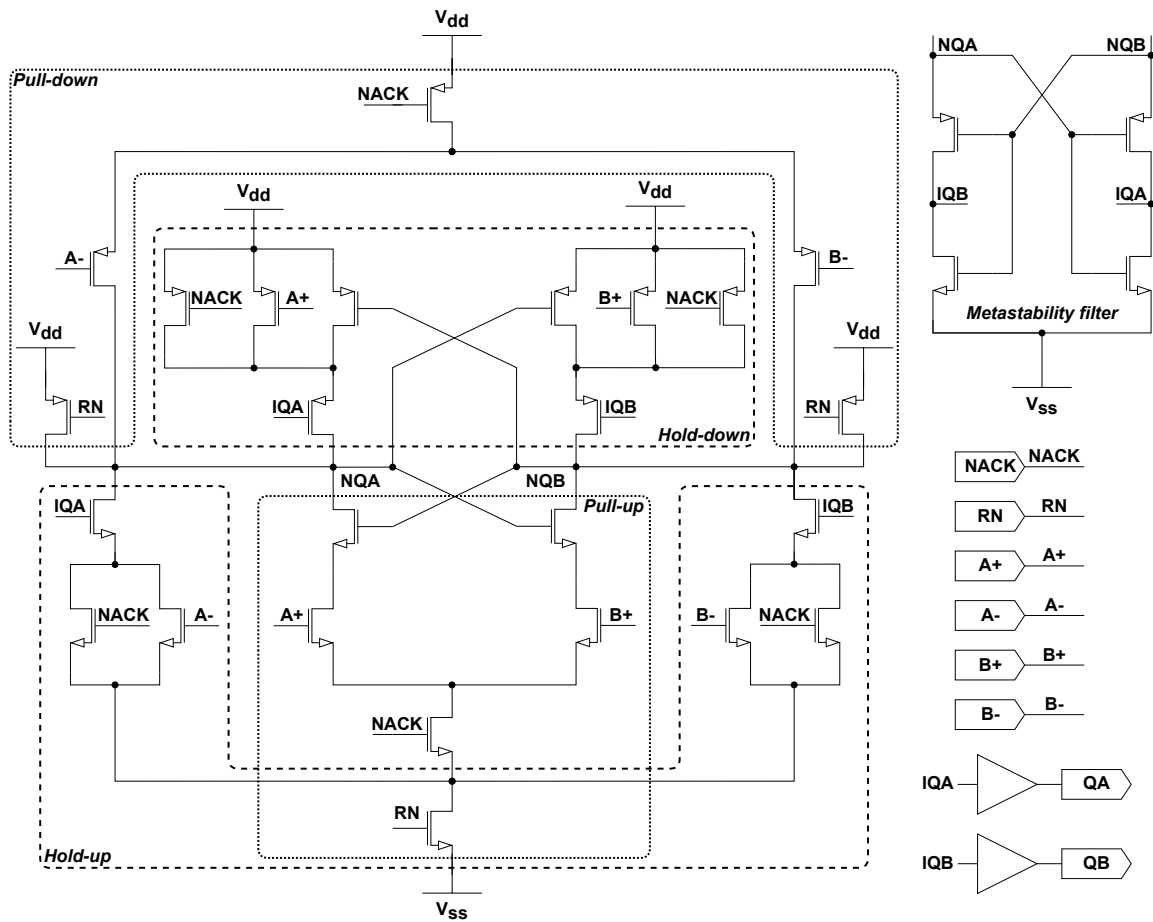 Vdd
Pull-down
NACK
NQA
NQB
Vdd
Vdd
IQB
IQA
A-
B-
NACK
A+
B+
NACK
Metastability filter
Vdd
Vdd
RN
IQA
IQB
RN
Vss
Hold-down
NQA
NQB
NACK
NACK
IQA
Pull-up
IQB
RN
RN
A+
A+
NACK
A-
A+
B+
B-
NACK
A-
A-
B+
B+
B-
B-
NACK
IQA
QA
RN
Hold-up
IQB
QB
Vss